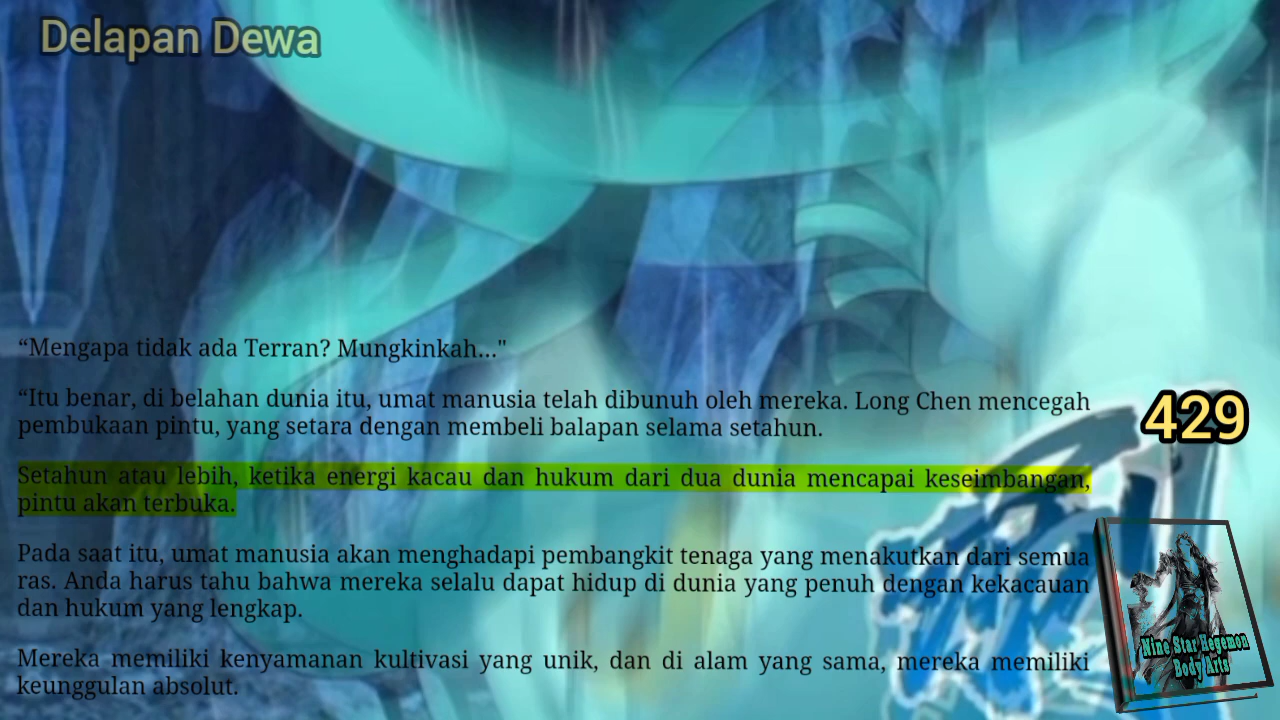 Delapan Dewa
“Mengapa tidak ada Terran? Mungkinkah..."
“Itu benar, di belahan dunia itu, umat manusia telah dibunuh oleh mereka. Long Chen mencegah
pembukaan pintu, yang setara dengan membeli balapan selama setahun.
Setahun atau lebih, ketika energi kacau dan hukum dari dua dunia mencapai keseimbangan,
pintu akan terbuka.
Pada saat itu, umat manusia akan menghadapi pembangkit tenaga yang menakutkan dari semua
ras. Anda harus tahu bahwa mereka selalu dapat hidup di dunia yang penuh dengan kekacauan
dan hukum yang lengkap.
Mereka memiliki kenyamanan kultivasi yang unik, dan di alam yang sama, mereka memiliki
keunggulan absolut.
429
Nine Star Hegemon
Body Arts